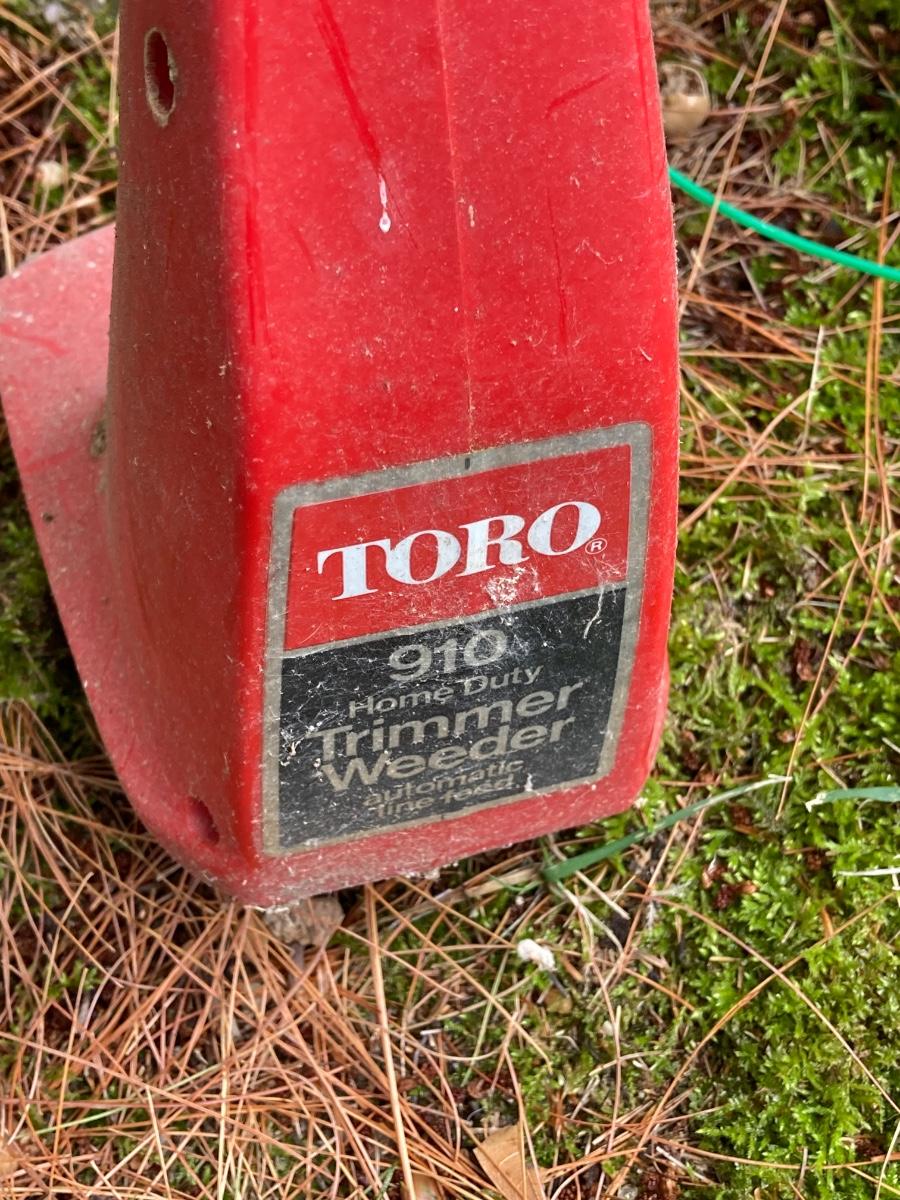 TORO®
910
Home Duty
Trimmer
Weeder
automatic
line feed